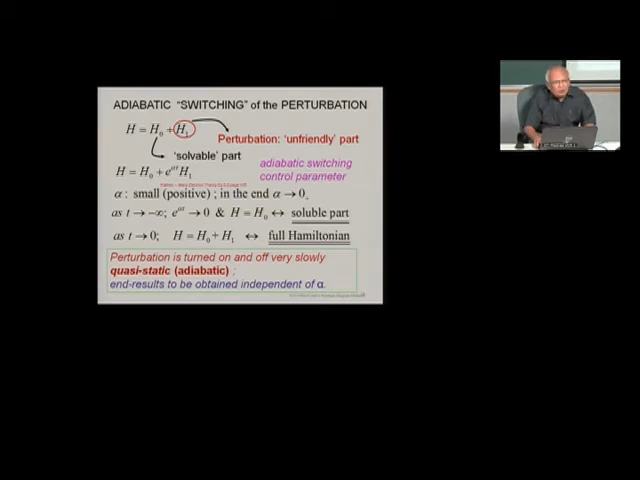 ADIABATIC "SWITCHING" of the PERTURBATION
H = H₀ + H₁
Perturbation: 'unfriendly' part
'solvable' part
H = H₀ + e^{αt} H₁
adiabatic switching
control parameter
α: small (positive) ; in the end α → 0₊
as t → -∞; e^{αt} → 0 & H = H₀ ↔ soluble part
as t → 0; H = H₀ + H₁ ↔ full Hamiltonian
Perturbation is turned on and off very slowly
quasi-static (adiabatic) ;
end-results to be obtained independent of α.